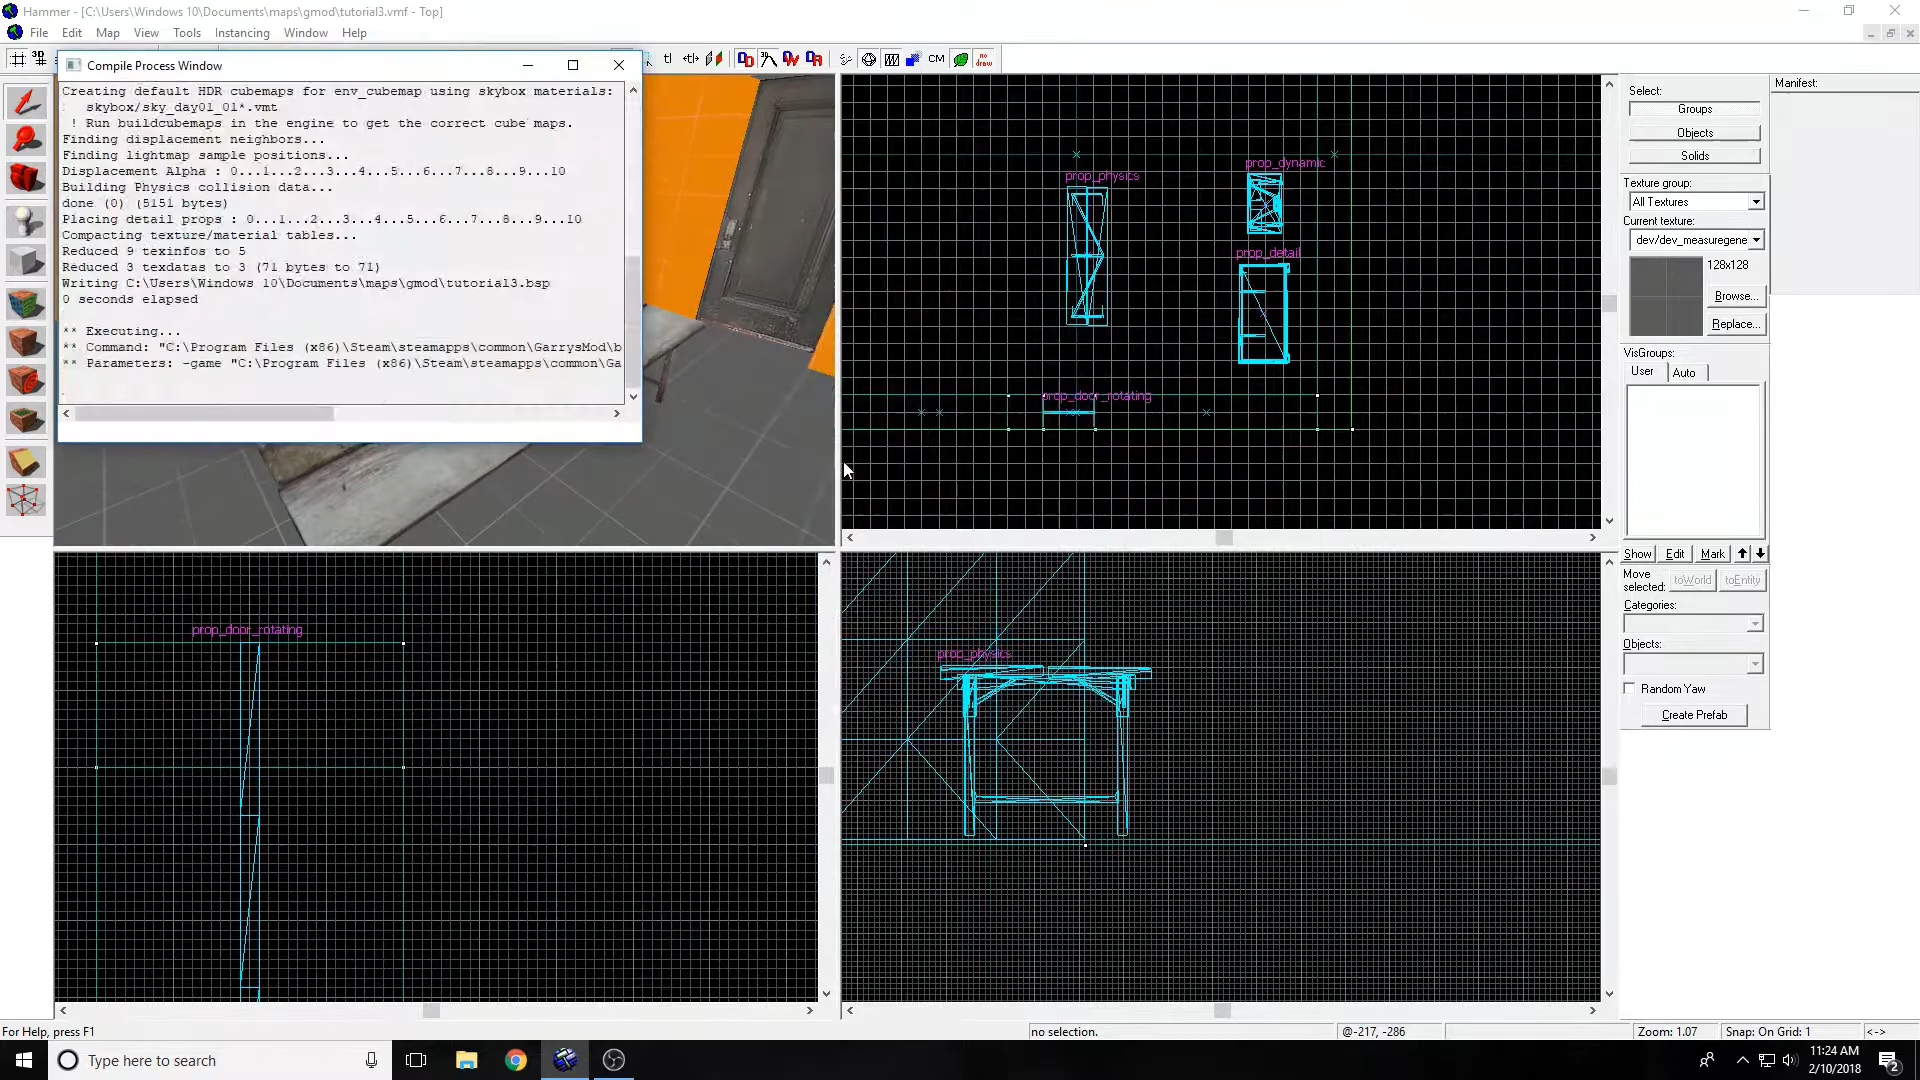 Hammer - [C:\Users\Windows 10\Documents\maps\gmod\tutorial3.vmf - Top]
File Edit Map View Tools Instancing Window Help
3D
tl CM no draw
Compile Process Window
Creating default HDR cubemaps for env_cubemap using skybox materials:
skybox/sky_day01_01*.vmt
! Run buildcubemaps in the engine to get the correct cube maps.
Finding displacement neighbors...
Finding lightmap sample positions...
Displacement Alpha : 0...1...2...3...4...5...6...7...8...9...10
Building Physics collision data...
done (0) (5151 bytes)
Placing detail props : 0...1...2...3...4...5...6...7...8...9...10
Compacting texture/material tables...
Reduced 9 texinfos to 5
Reduced 3 texdatas to 3 (71 bytes to 71)
Writing C:\Users\Windows 10\Documents\maps\gmod\tutorial3.bsp
0 seconds elapsed
** Executing...
** Command: "C:\Program Files (x86)\Steam\steamapps\common\GarrysMod\b
** Parameters: -game "C:\Program Files (x86)\Steam\steamapps\common\Ga
prop_physics
prop_dynamic
prop_detail
prop_door_rotating
prop_door_rotating
prop_physics
Select:
Groups
Objects
Solids
Texture group:
All Textures
Current texture:
dev/dev_measuregene
128x128
Browse...
Replace...
VisGroups:
User Auto
Show Edit Mark
Move selected: toWorld toEntity
Categories:
Objects:
Random Yaw
Create Prefab
Manifest:
For Help, press F1
no selection.
@-217, -286
Zoom: 1.07
Snap: On Grid: 1
<->
Type here to search
11:24 AM
2/10/2018
2